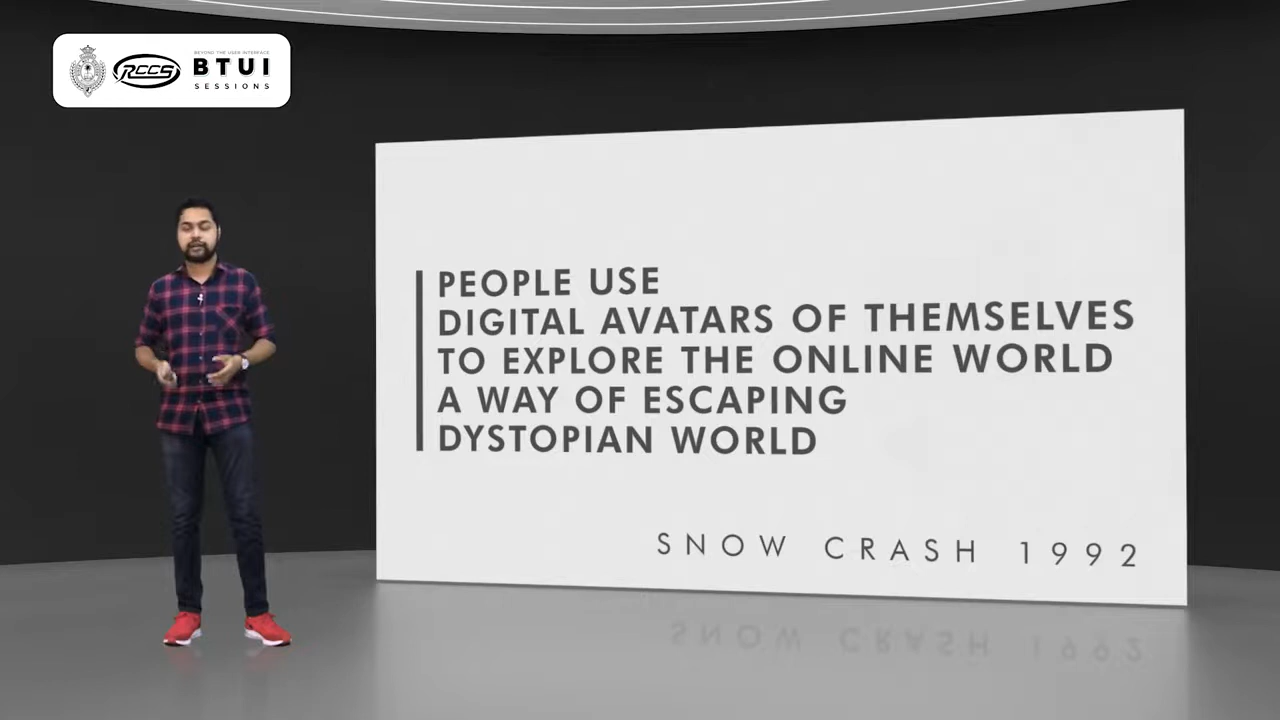 RCCS
BEYOND THE USER INTERFACE
BTUI
SESSIONS
PEOPLE USE
DIGITAL AVATARS OF THEMSELVES
TO EXPLORE THE ONLINE WORLD
A WAY OF ESCAPING
DYSTOPIAN WORLD
SNOW CRASH 1992